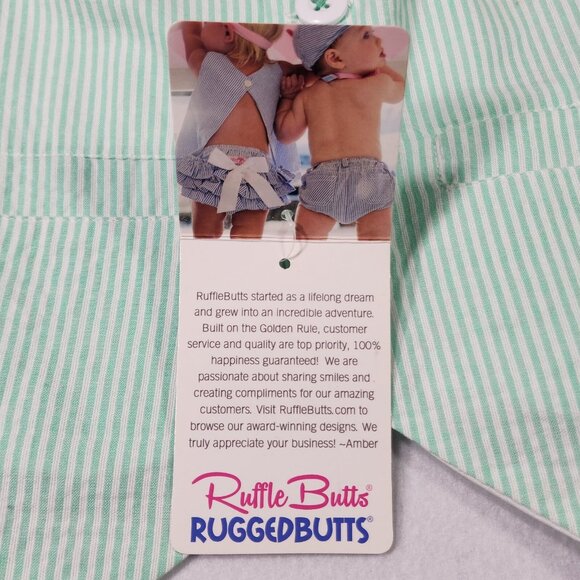 RuffleButts started as a lifelong dream
and grew into an incredible adventure.
Built on the Golden Rule, customer
service and quality are top priority, 100%
happiness guaranteed! We are
passionate about sharing smiles and
creating compliments for our amazing
customers. Visit RuffleButts.com to
browse our award-winning designs. We
truly appreciate your business! ~Amber
Ruffle Butts®
RUGGEDBUTTS®